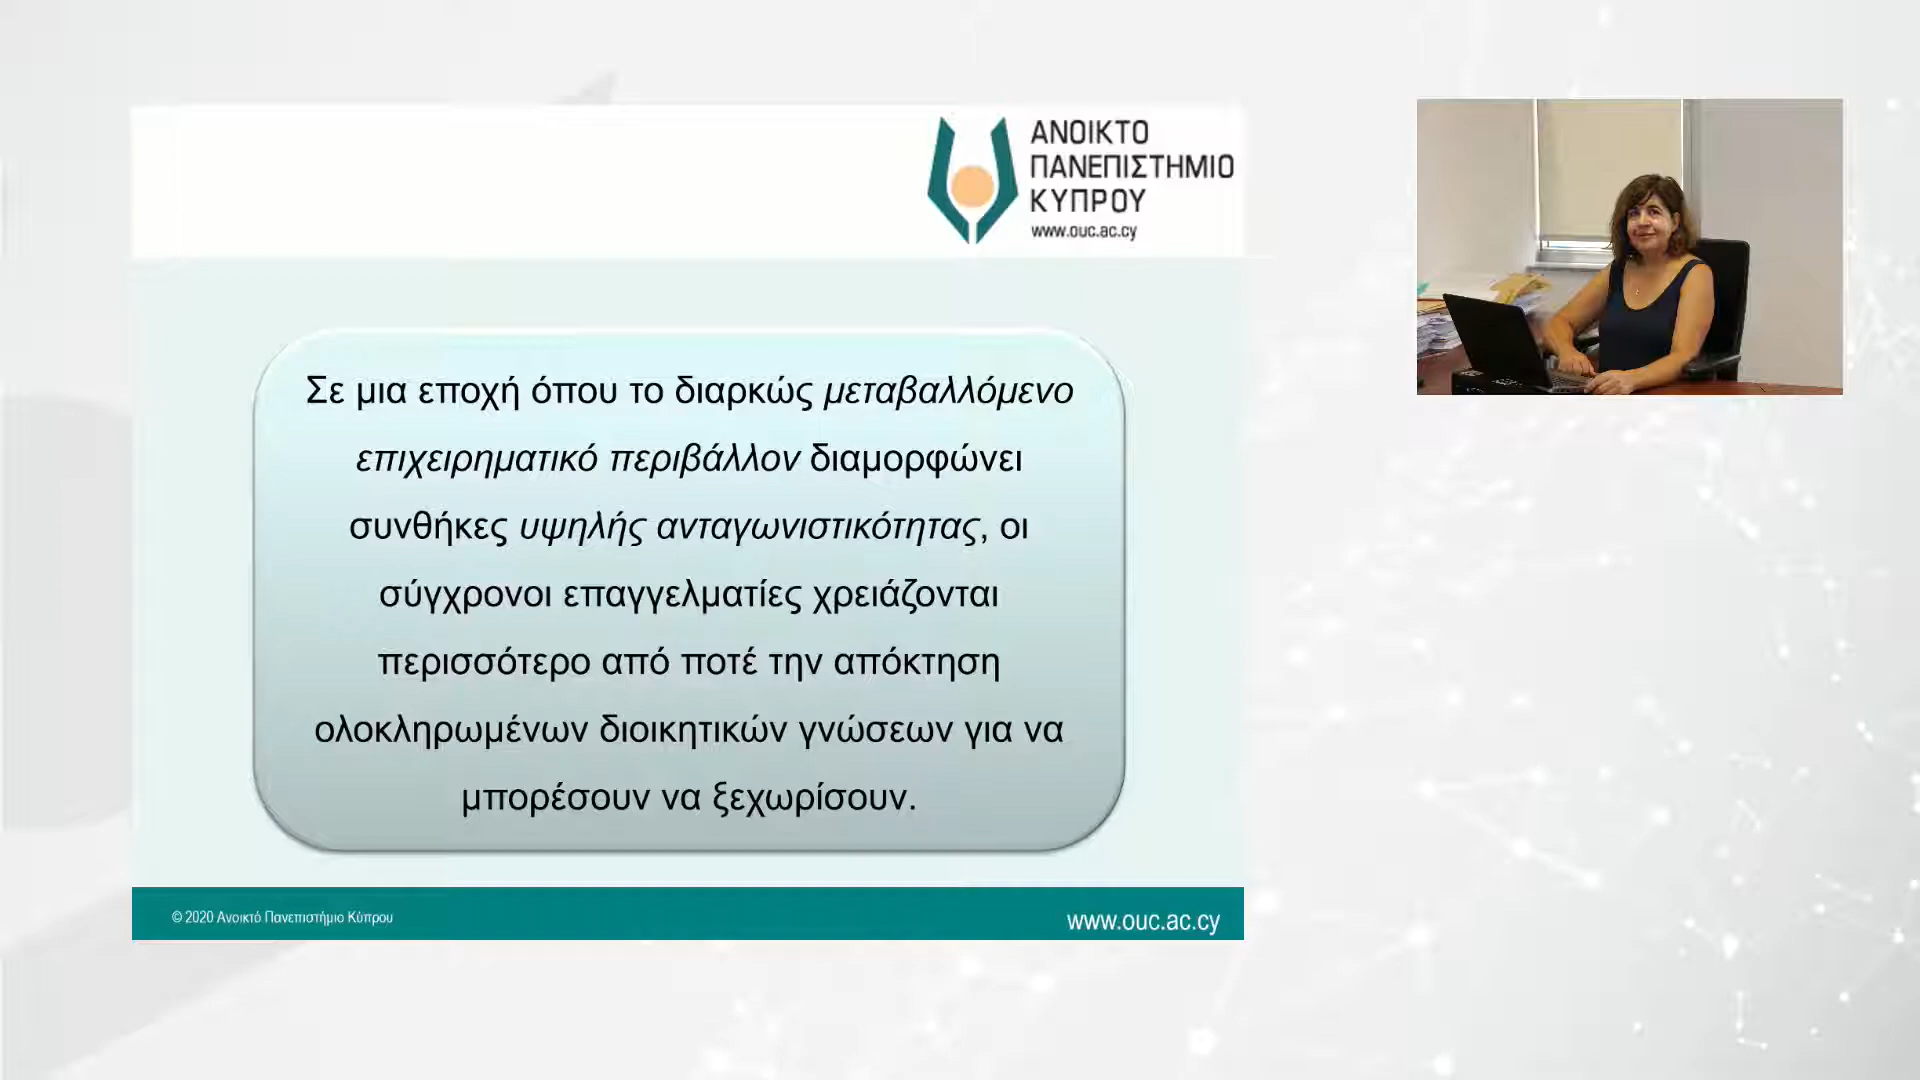 ΑΝΟΙΚΤΟ
ΠΑΝΕΠΙΣΤΗΜΙΟ
ΚΥΠΡΟΥ
www.ouc.ac.cy
Σε μια εποχή όπου το διαρκώς μεταβαλλόμενο
επιχειρηματικό περιβάλλον διαμορφώνει
συνθήκες υψηλής ανταγωνιστικότητας, οι
σύγχρονοι επαγγελματίες χρειάζονται
περισσότερο από ποτέ την απόκτηση
ολοκληρωμένων διοικητικών γνώσεων για να
μπορέσουν να ξεχωρίσουν.
© 2020 Ανοικτό Πανεπιστήμιο Κύπρου
www.ouc.ac.cy